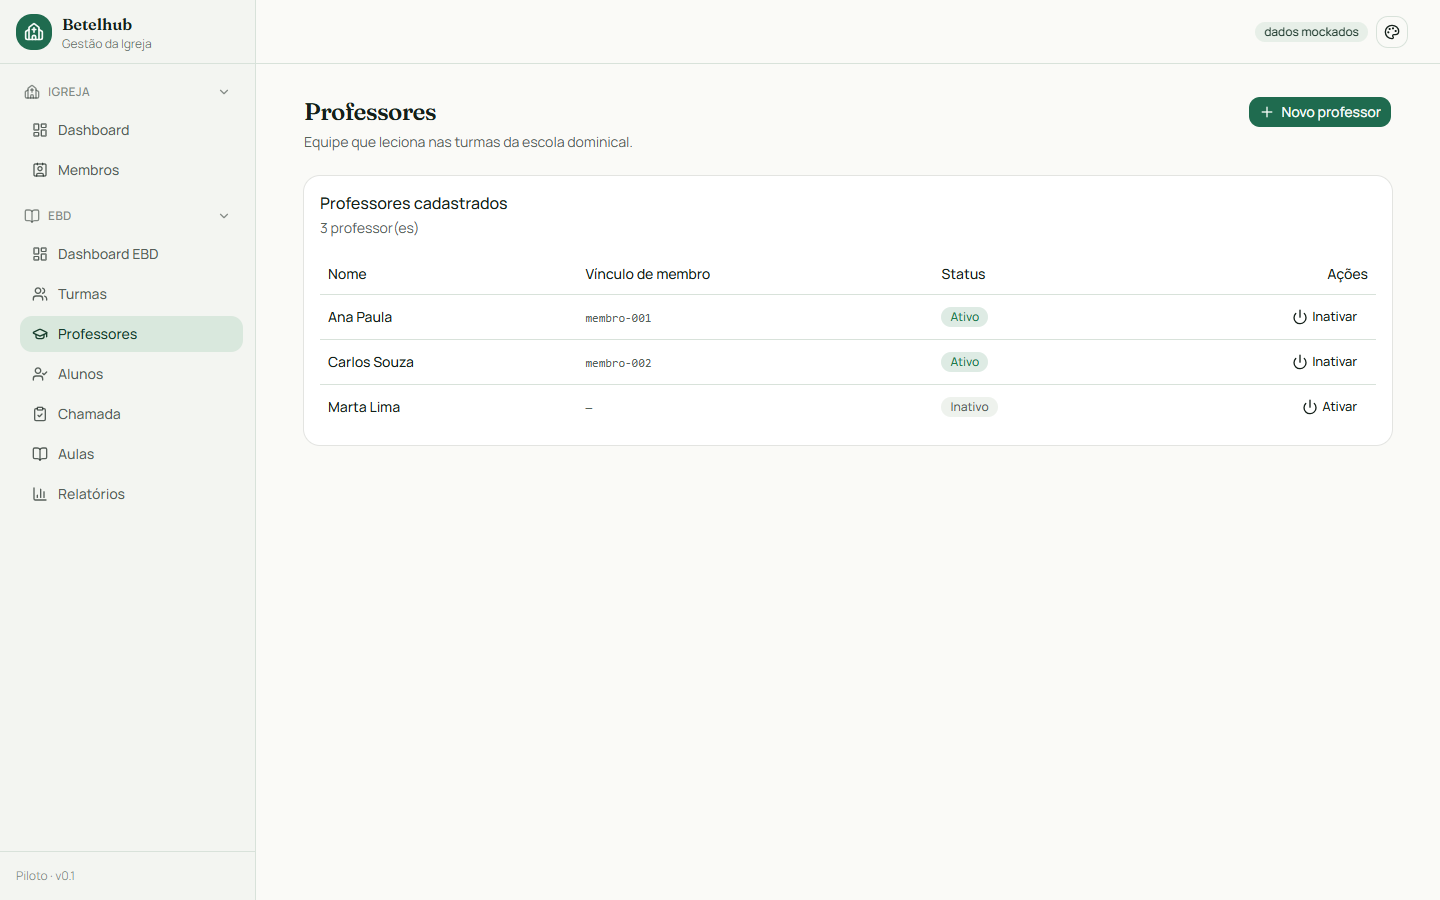 Betelhub
Gestão da Igreja
IGREJA
Dashboard
Membros
EBD
Dashboard EBD
Turmas
Professores
Alunos
Chamada
Aulas
Relatórios
Piloto · v0.1
dados mockados
Professores
Equipe que leciona nas turmas da escola dominical.
Novo professor
Professores cadastrados
3 professor(es)
Nome Vínculo de membro Status Ações
Ana Paula membro-001 Ativo Inativar
Carlos Souza membro-002 Ativo Inativar
Marta Lima — Inativo Ativar